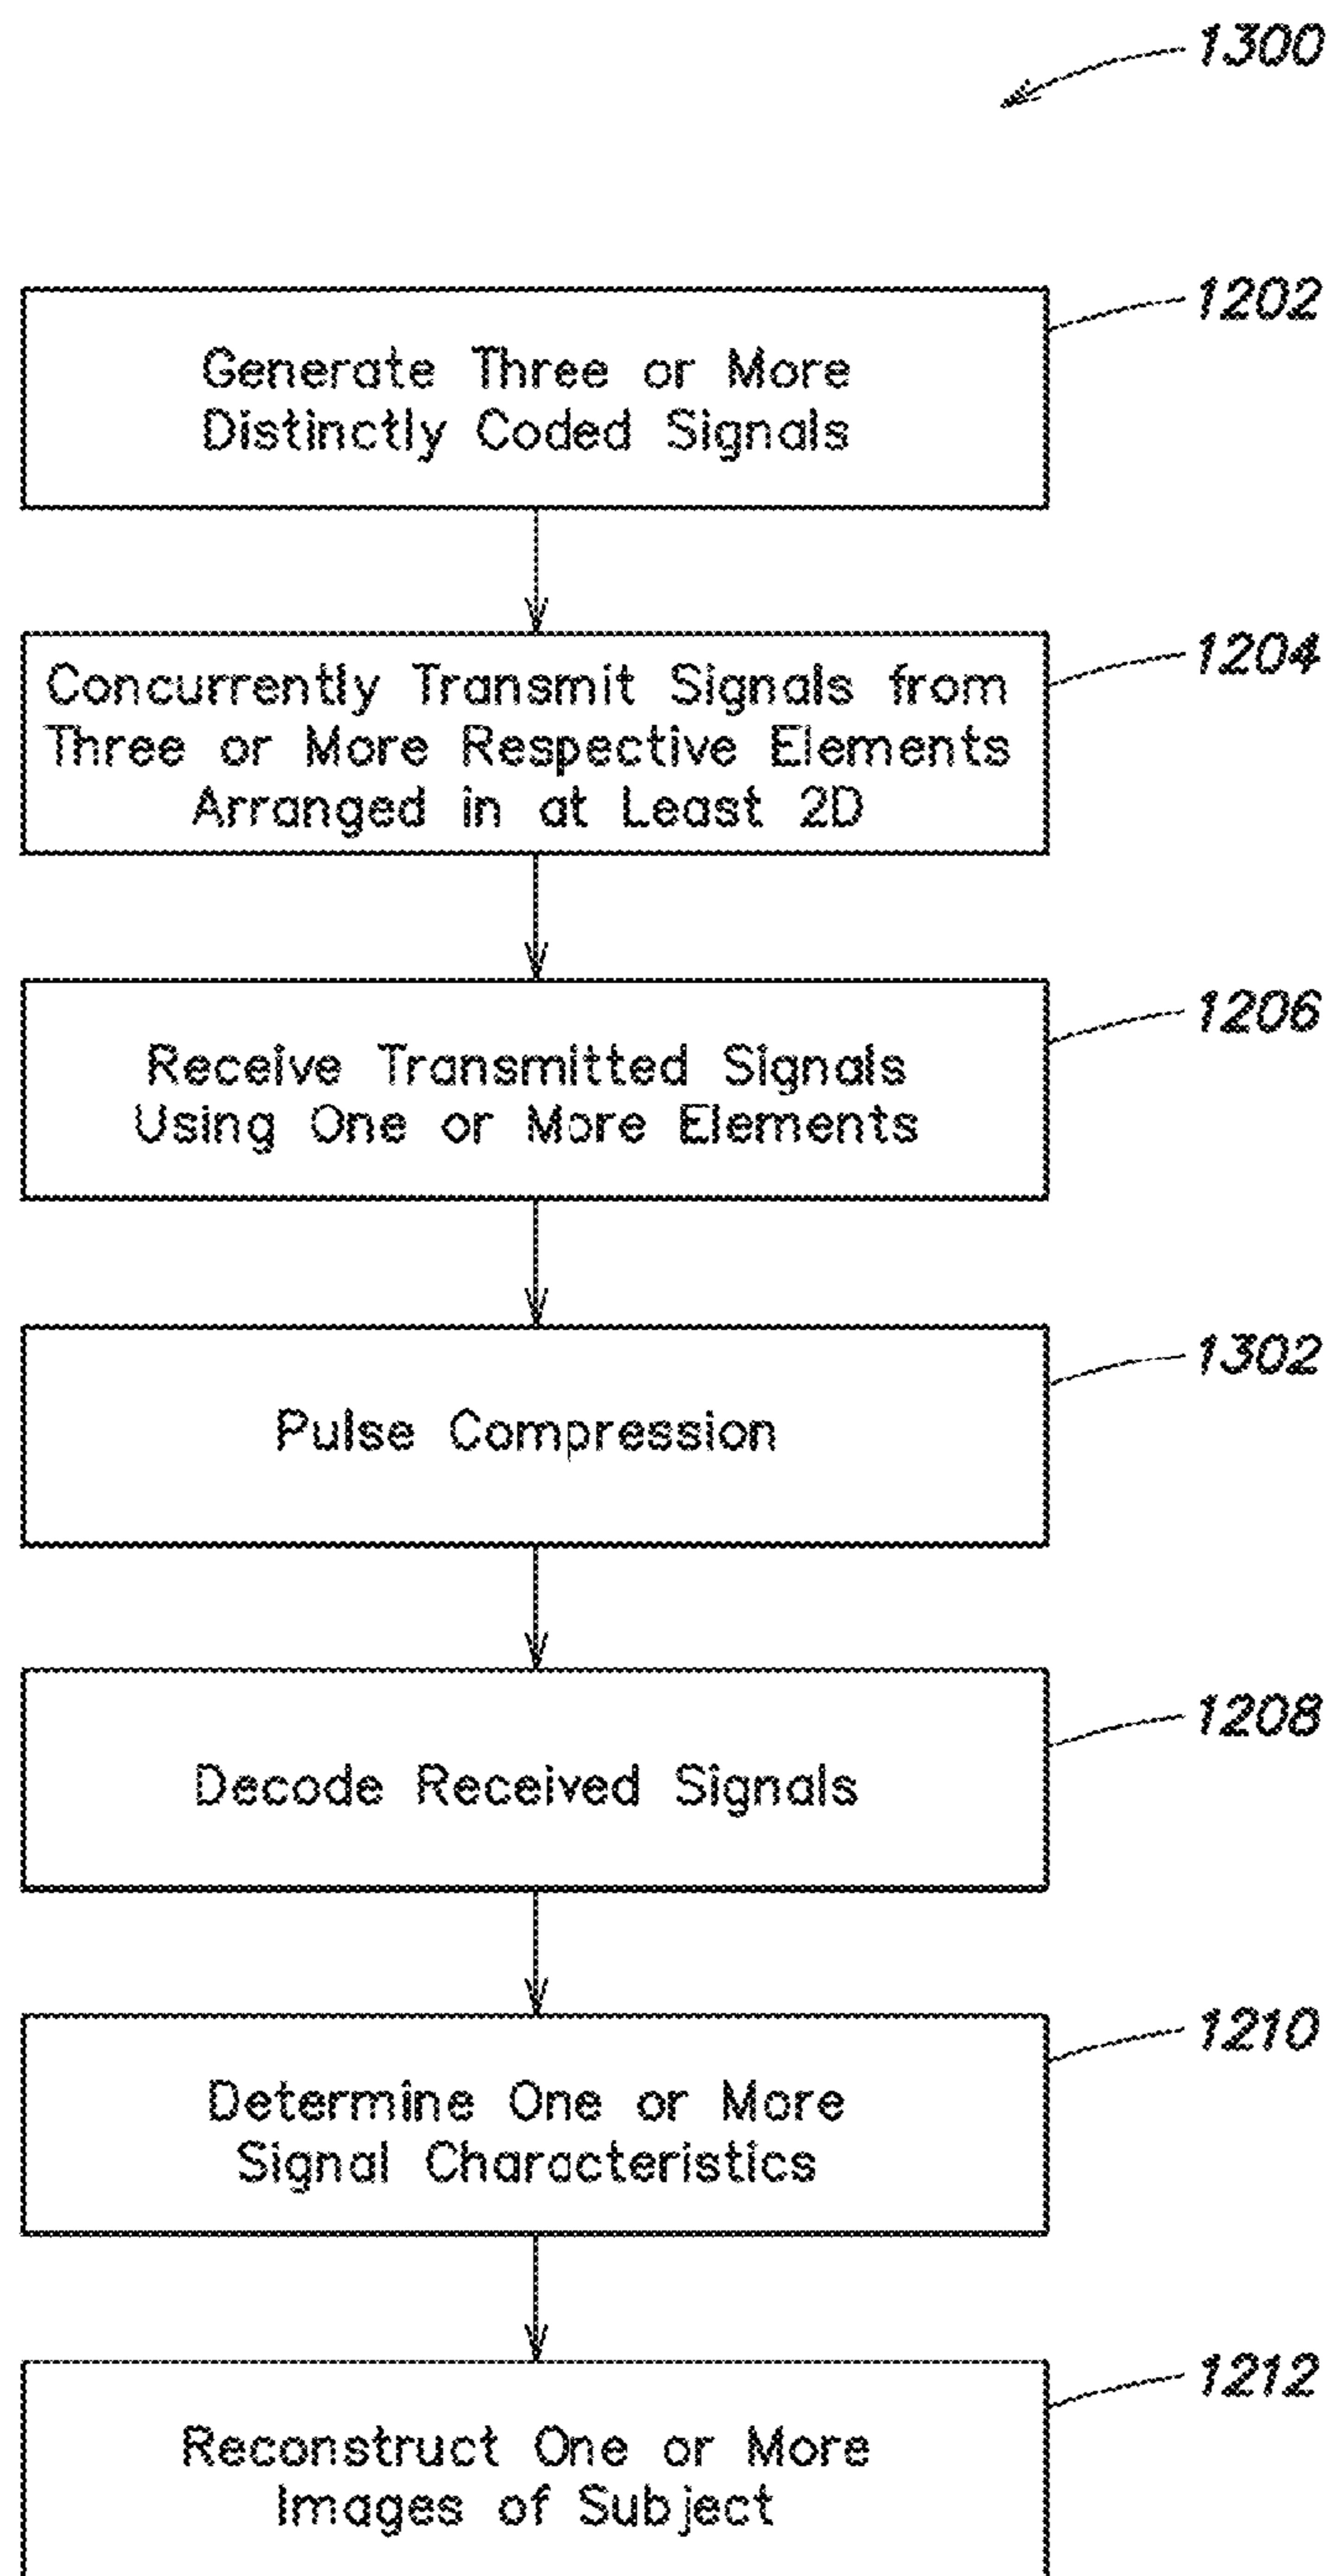 1300
1202
Generate Three or More
Distinctly Coded Signals
1204
Concurrently Transmit Signals from
Three or More Respective Elements
Arranged in at Least 2D
1206
Receive Transmitted Signals
Using One or More Elements
1302
Pulse Compression
1208
Decode Received Signals
1210
Determine One or More
Signal Characteristics
1212
Reconstruct One or More
Images of Subject